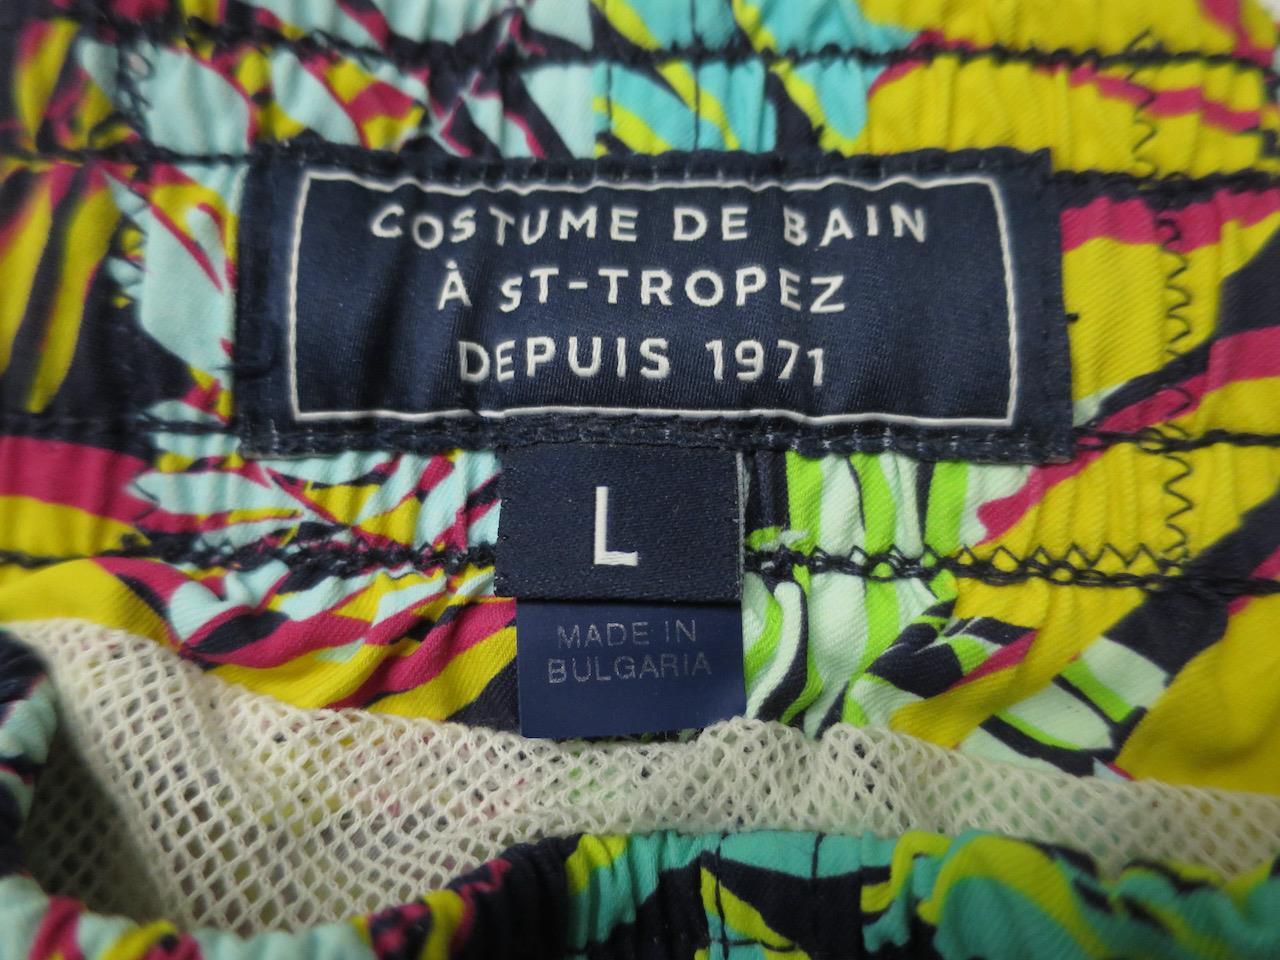 COSTUME DE BAIN
À ST-TROPEZ
DEPUIS 1971
L
MADE IN
BULGARIA